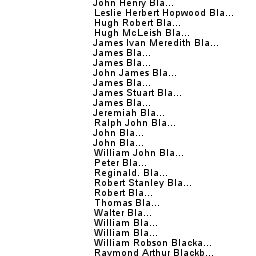 John Henry Bla...
Leslie Herbert Hopwood Bla...
Hugh Robert Bla...
Hugh McLeish Bla...
James Ivan Meredith Bla...
James Bla...
James Bla...
John James Bla...
James Bla...
James Stuart Bla...
James Bla...
Jeremiah Bla...
Ralph John Bla...
John Bla...
John Bla...
William John Bla...
Peter Bla...
Reginald. Bla...
Robert Stanley Bla...
Robert Bla...
Thomas Bla...
Walter Bla...
William Bla...
William Bla...
William Robson Blacka...
Raymond Arthur Blackb...